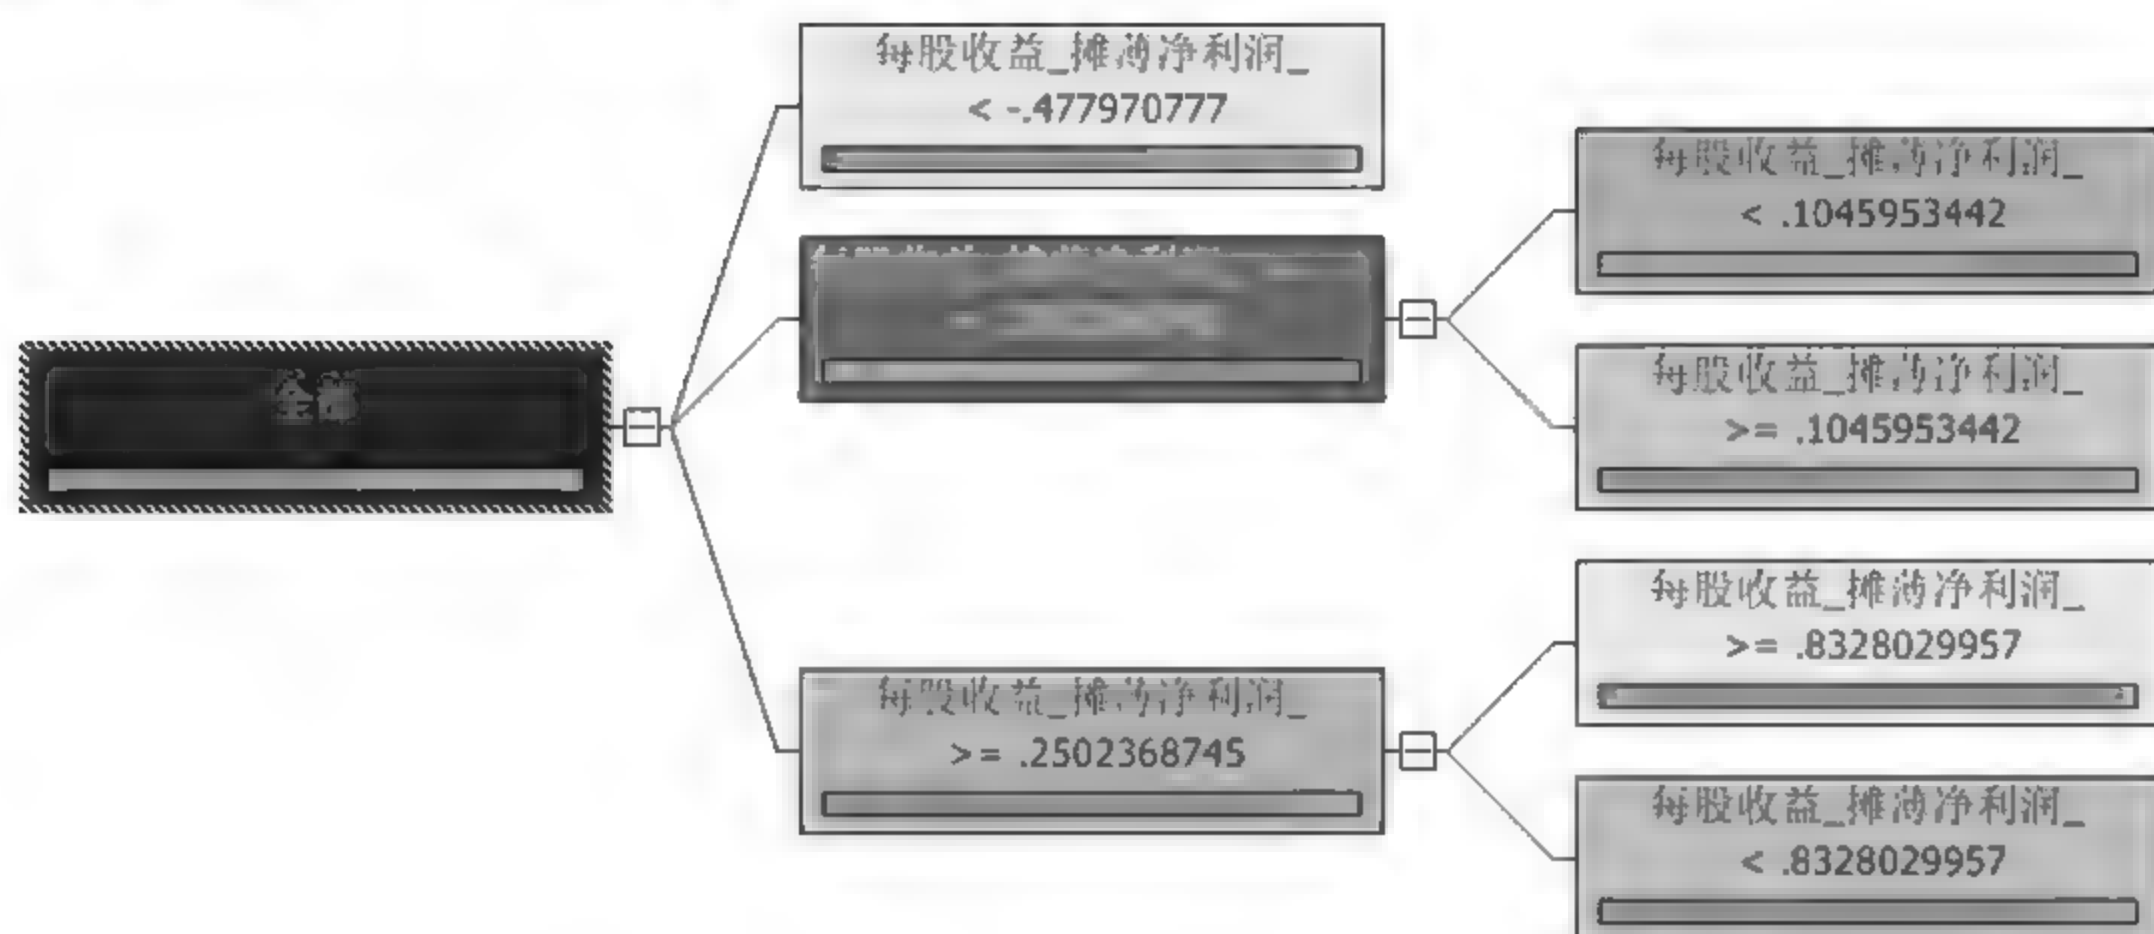 每股收益_摊薄净利润_
< -.477970777
每股收益_摊薄净利润_
< .1045953442
全部
每股收益_摊薄净利润_
>= .1045953442
每股收益_摊薄净利润_
>= .8328029957
每股收益_摊薄净利润_
>= .2502368745
每股收益_摊薄净利润_
< .8328029957